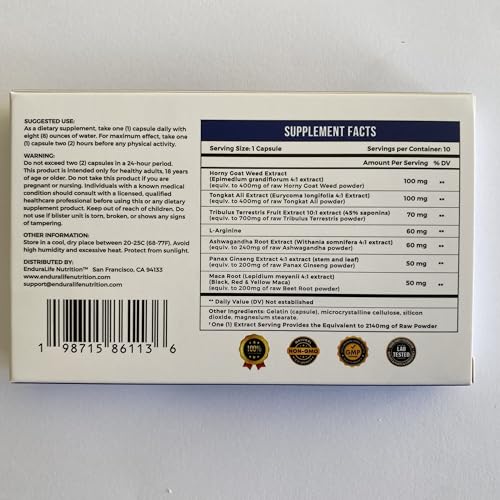 SUGGESTED USE:
As a dietary supplement, take one (1) capsule daily with
eight (8) ounces of water. For maximum effect, take one
(1) capsule two (2) hours before any physical activity.
WARNING:
Do not exceed two (2) capsules in a 24-hour period.
This product is intended only for healthy adults, 18 years
of age or older. Do not take this product if you are
pregnant or nursing. Individuals with a known medical
condition should consult with a licensed, qualified
healthcare professional before using this or any dietary
supplement product. Keep out of reach of children. Do
not use if blister unit is torn, broken, or shows any signs
of tampering.
OTHER INFORMATION:
Store in a cool, dry place between 20-25C (68-77F). Avoid
high humidity and excessive heat. Protect from sunlight.
DISTRIBUTED BY:
EnduraLife Nutrition™ San Francisco, CA 94133
www.enduralifenutrition.com
support@enduralifenutrition.com
1 98715 86113 6
SUPPLEMENT FACTS
Serving Size: 1 Capsule Servings per Container: 10
Amount Per Serving % DV
Horny Goat Weed Extract
(Epimedium grandiflorum 4:1 extract) 100 mg **
(equiv. to 400mg of raw Horny Goat Weed powder)
Tongkat Ali Extract (Eurycoma longifolia 4:1 Extract) 100 mg **
(equiv. to 400mg of raw Tongkat Ali powder)
Tribulus Terrestris Fruit Extract 10:1 extract (45% saponins) 70 mg **
(equiv. to 700mg of raw Tribulus Terrestris powder)
L-Arginine 60 mg **
Ashwagandha Root Extract (Withania somnifera 4:1 extract) 60 mg **
(equiv. to 240mg of raw Ashwagandha powder)
Panax Ginseng Extract 4:1 extract (stem and leaf) 50 mg **
(equiv. to 200mg of raw Panax Ginseng powder)
Maca Root (Lepidium meyenii 4:1 extract)
(Black, Red & Yellow Maca) 50 mg **
(equiv. to 200mg of raw Beet Root powder)
** Daily Value (DV) Not established
Other Ingredients: Gelatin (capsule), microcrystalline cellulose, silicon
dioxide, magnesium stearate.
*One (1) Extract Serving Provides the Equivalent to 2140mg of Raw Powder
100%
NON-GMO
GMP
LAB
TESTED